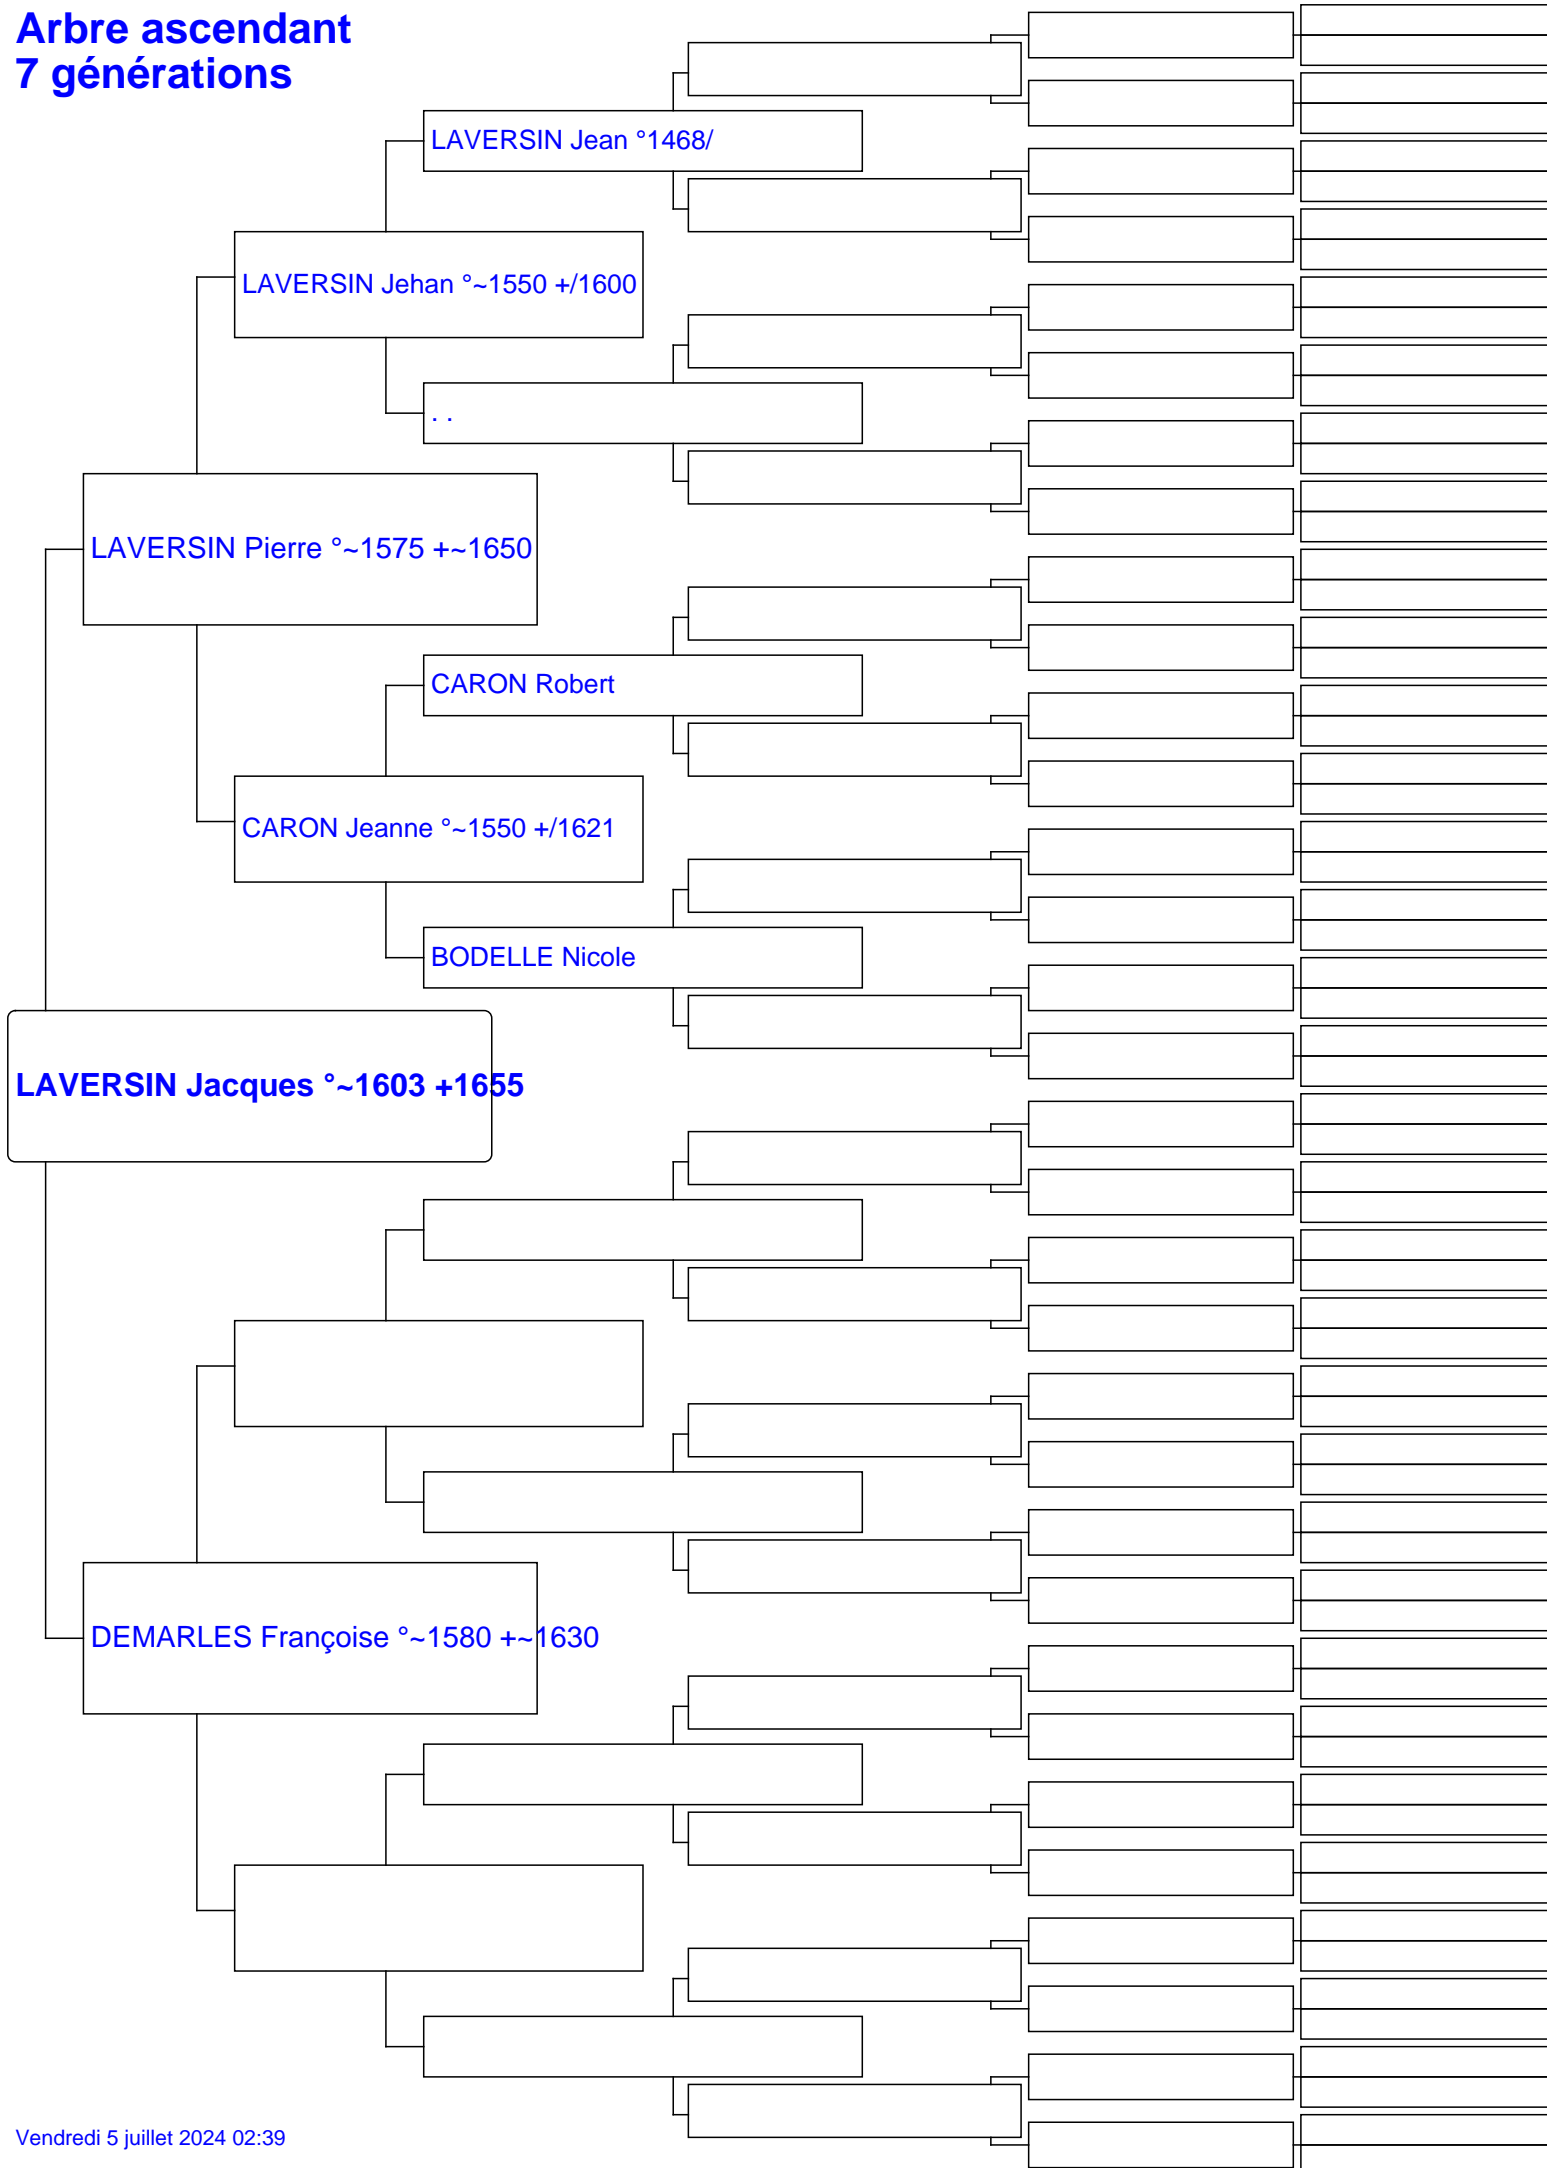 Arbre ascendant
7 générations
LAVERSIN Jean °1468/
LAVERSIN Jehan °~1550 +/1600
. .
LAVERSIN Pierre °~1575 +~1650
CARON Robert
CARON Jeanne °~1550 +/1621
BODELLE Nicole
LAVERSIN Jacques °~1603 +1655
DEMARLES Françoise °~1580 +~1630
Vendredi 5 juillet 2024 02:39